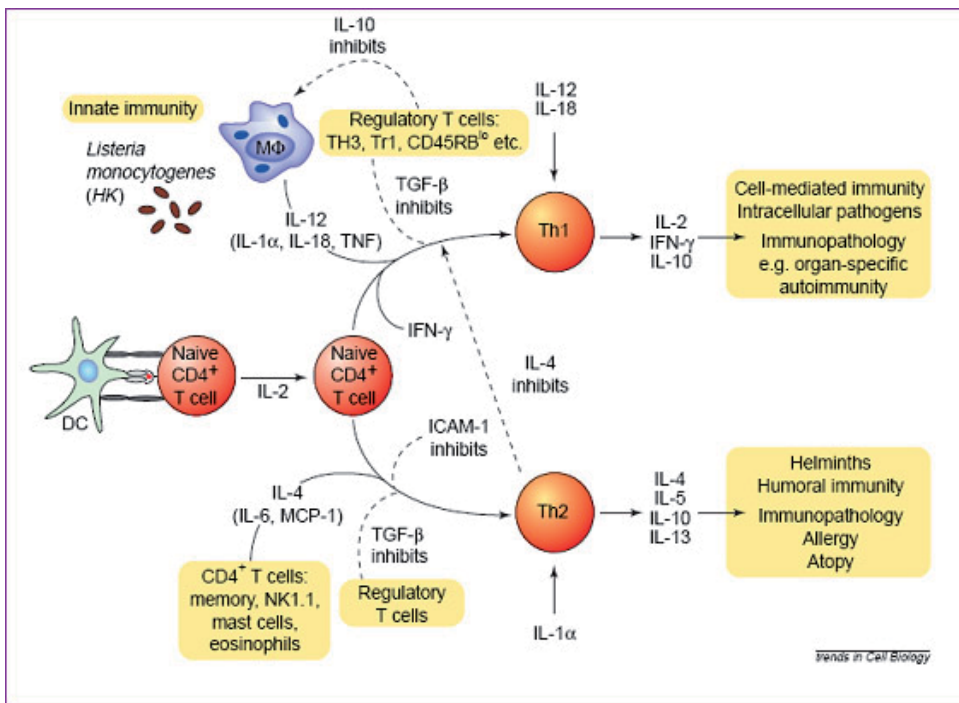 IL-10
inhibits
Innate immunity
Listeria
monocytogenes
(HK)
MΦ
Regulatory T cells:
TH3, Tr1, CD45RB^lo etc.
IL-12
IL-18
TGF-β
inhibits
IL-12
(IL-1α, IL-18, TNF)
Th1
IL-2
IFN-γ
IL-10
Cell-mediated immunity
Intracellular pathogens
Immunopathology
e.g. organ-specific
autoimmunity
IFN-γ
DC
Naive
CD4⁺
T cell
IL-2
Naive
CD4⁺
T cell
IL-4
inhibits
ICAM-1
inhibits
IL-4
(IL-6, MCP-1)
TGF-β
inhibits
Th2
IL-4
IL-5
IL-10
IL-13
Helminths
Humoral immunity
Immunopathology
Allergy
Atopy
CD4⁺ T cells:
memory, NK1.1,
mast cells,
eosinophils
Regulatory
T cells
IL-1α
trends in Cell Biology